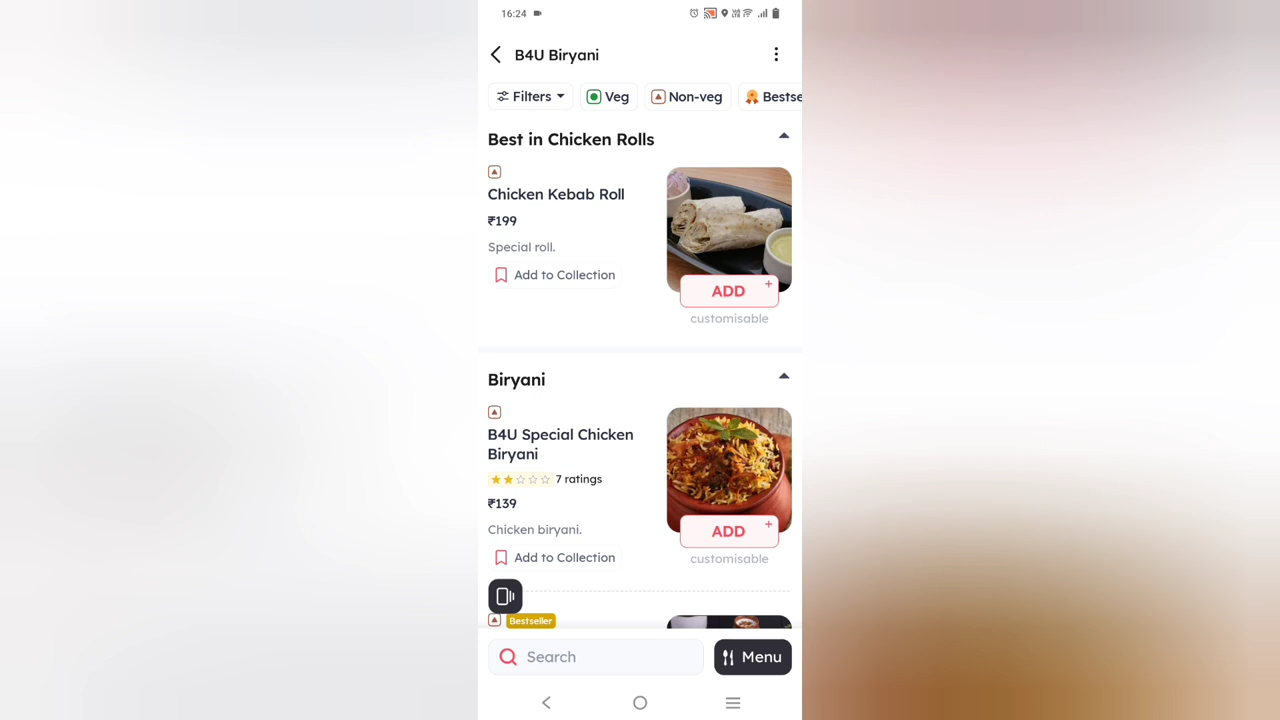 16:24
B4U Biryani
Filters Veg Non-veg Bestse
Best in Chicken Rolls
Chicken Kebab Roll
₹199
Special roll.
Add to Collection
ADD +
customisable
Biryani
B4U Special Chicken
Biryani
7 ratings
₹139
Chicken biryani.
Add to Collection
ADD +
customisable
Bestseller
Search
Menu